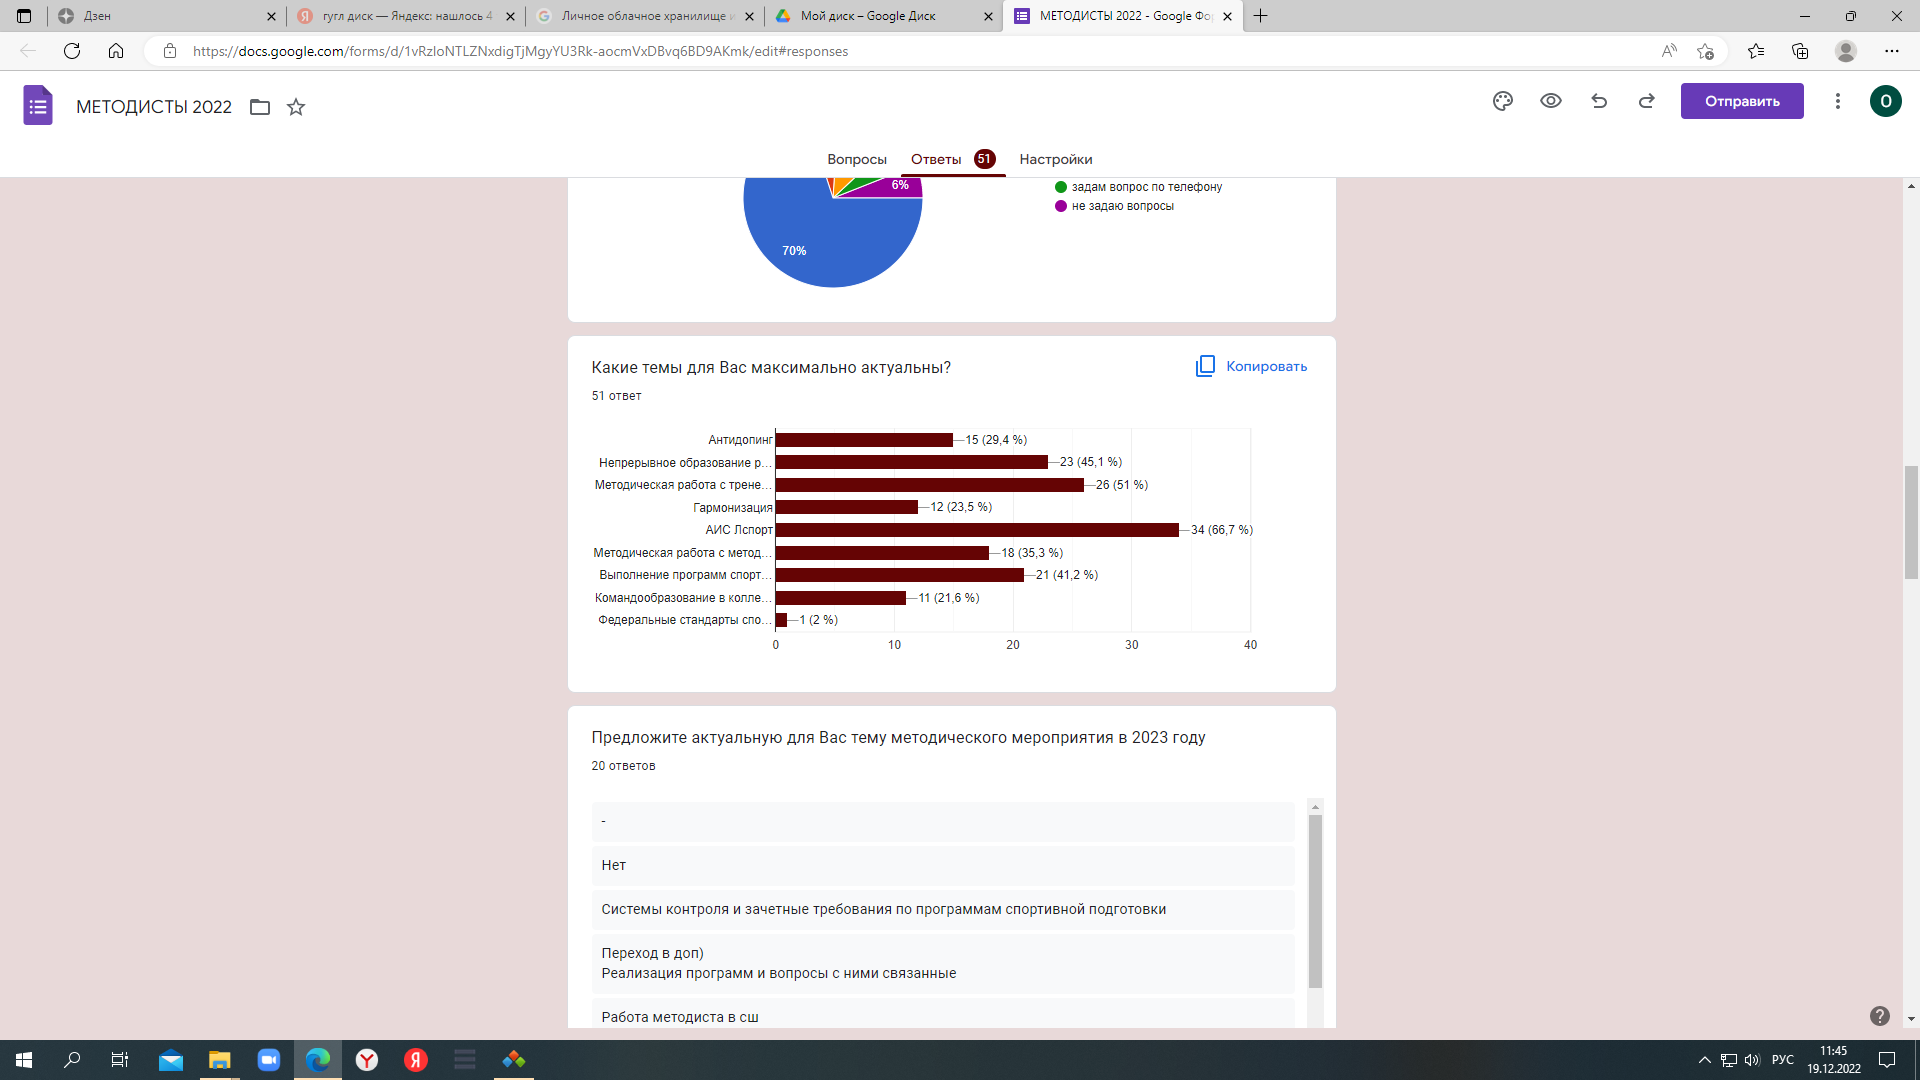 Дзен
гугл диск — Яндекс: нашлось 4
Личное облачное хранилище и
Мой диск – Google Диск
МЕТОДИСТЫ 2022 - Google Фо
https://docs.google.com/forms/d/1vRzloNTLZNxdigTjMgyYU3Rk-aocmVxDBvq6BD9AKmk/edit#responses
МЕТОДИСТЫ 2022
Отправить
О
Вопросы
Ответы 51
Настройки
6%
70%
задам вопрос по телефону
не задаю вопросы
Какие темы для Вас максимально актуальны?
Копировать
51 ответ
Антидопинг 15 (29,4 %)
Непрерывное образование р... 23 (45,1 %)
Методическая работа с трене... 26 (51 %)
Гармонизация 12 (23,5 %)
АИС Лспорт 34 (66,7 %)
Методическая работа с метод... 18 (35,3 %)
Выполнение программ спорт... 21 (41,2 %)
Командообразование в колле... 11 (21,6 %)
Федеральные стандарты спо... 1 (2 %)
0 10 20 30 40
Предложите актуальную для Вас тему методического мероприятия в 2023 году
20 ответов
-
Нет
Системы контроля и зачетные требования по программам спортивной подготовки
Переход в доп)
Реализация программ и вопросы с ними связанные
Работа методиста в сш
РУС
11:45
19.12.2022